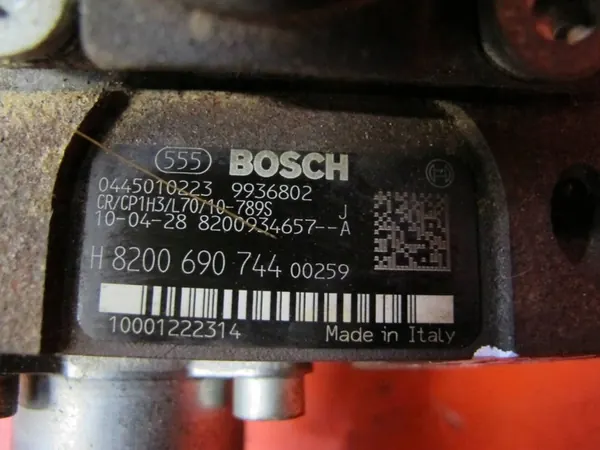 555 BOSCH
0445010223 9936802
CR/CP1H3/L70/10-789S J
10-04-28 8200934657--A
H 8200 690 744 00259
10001222314 Made in Italy